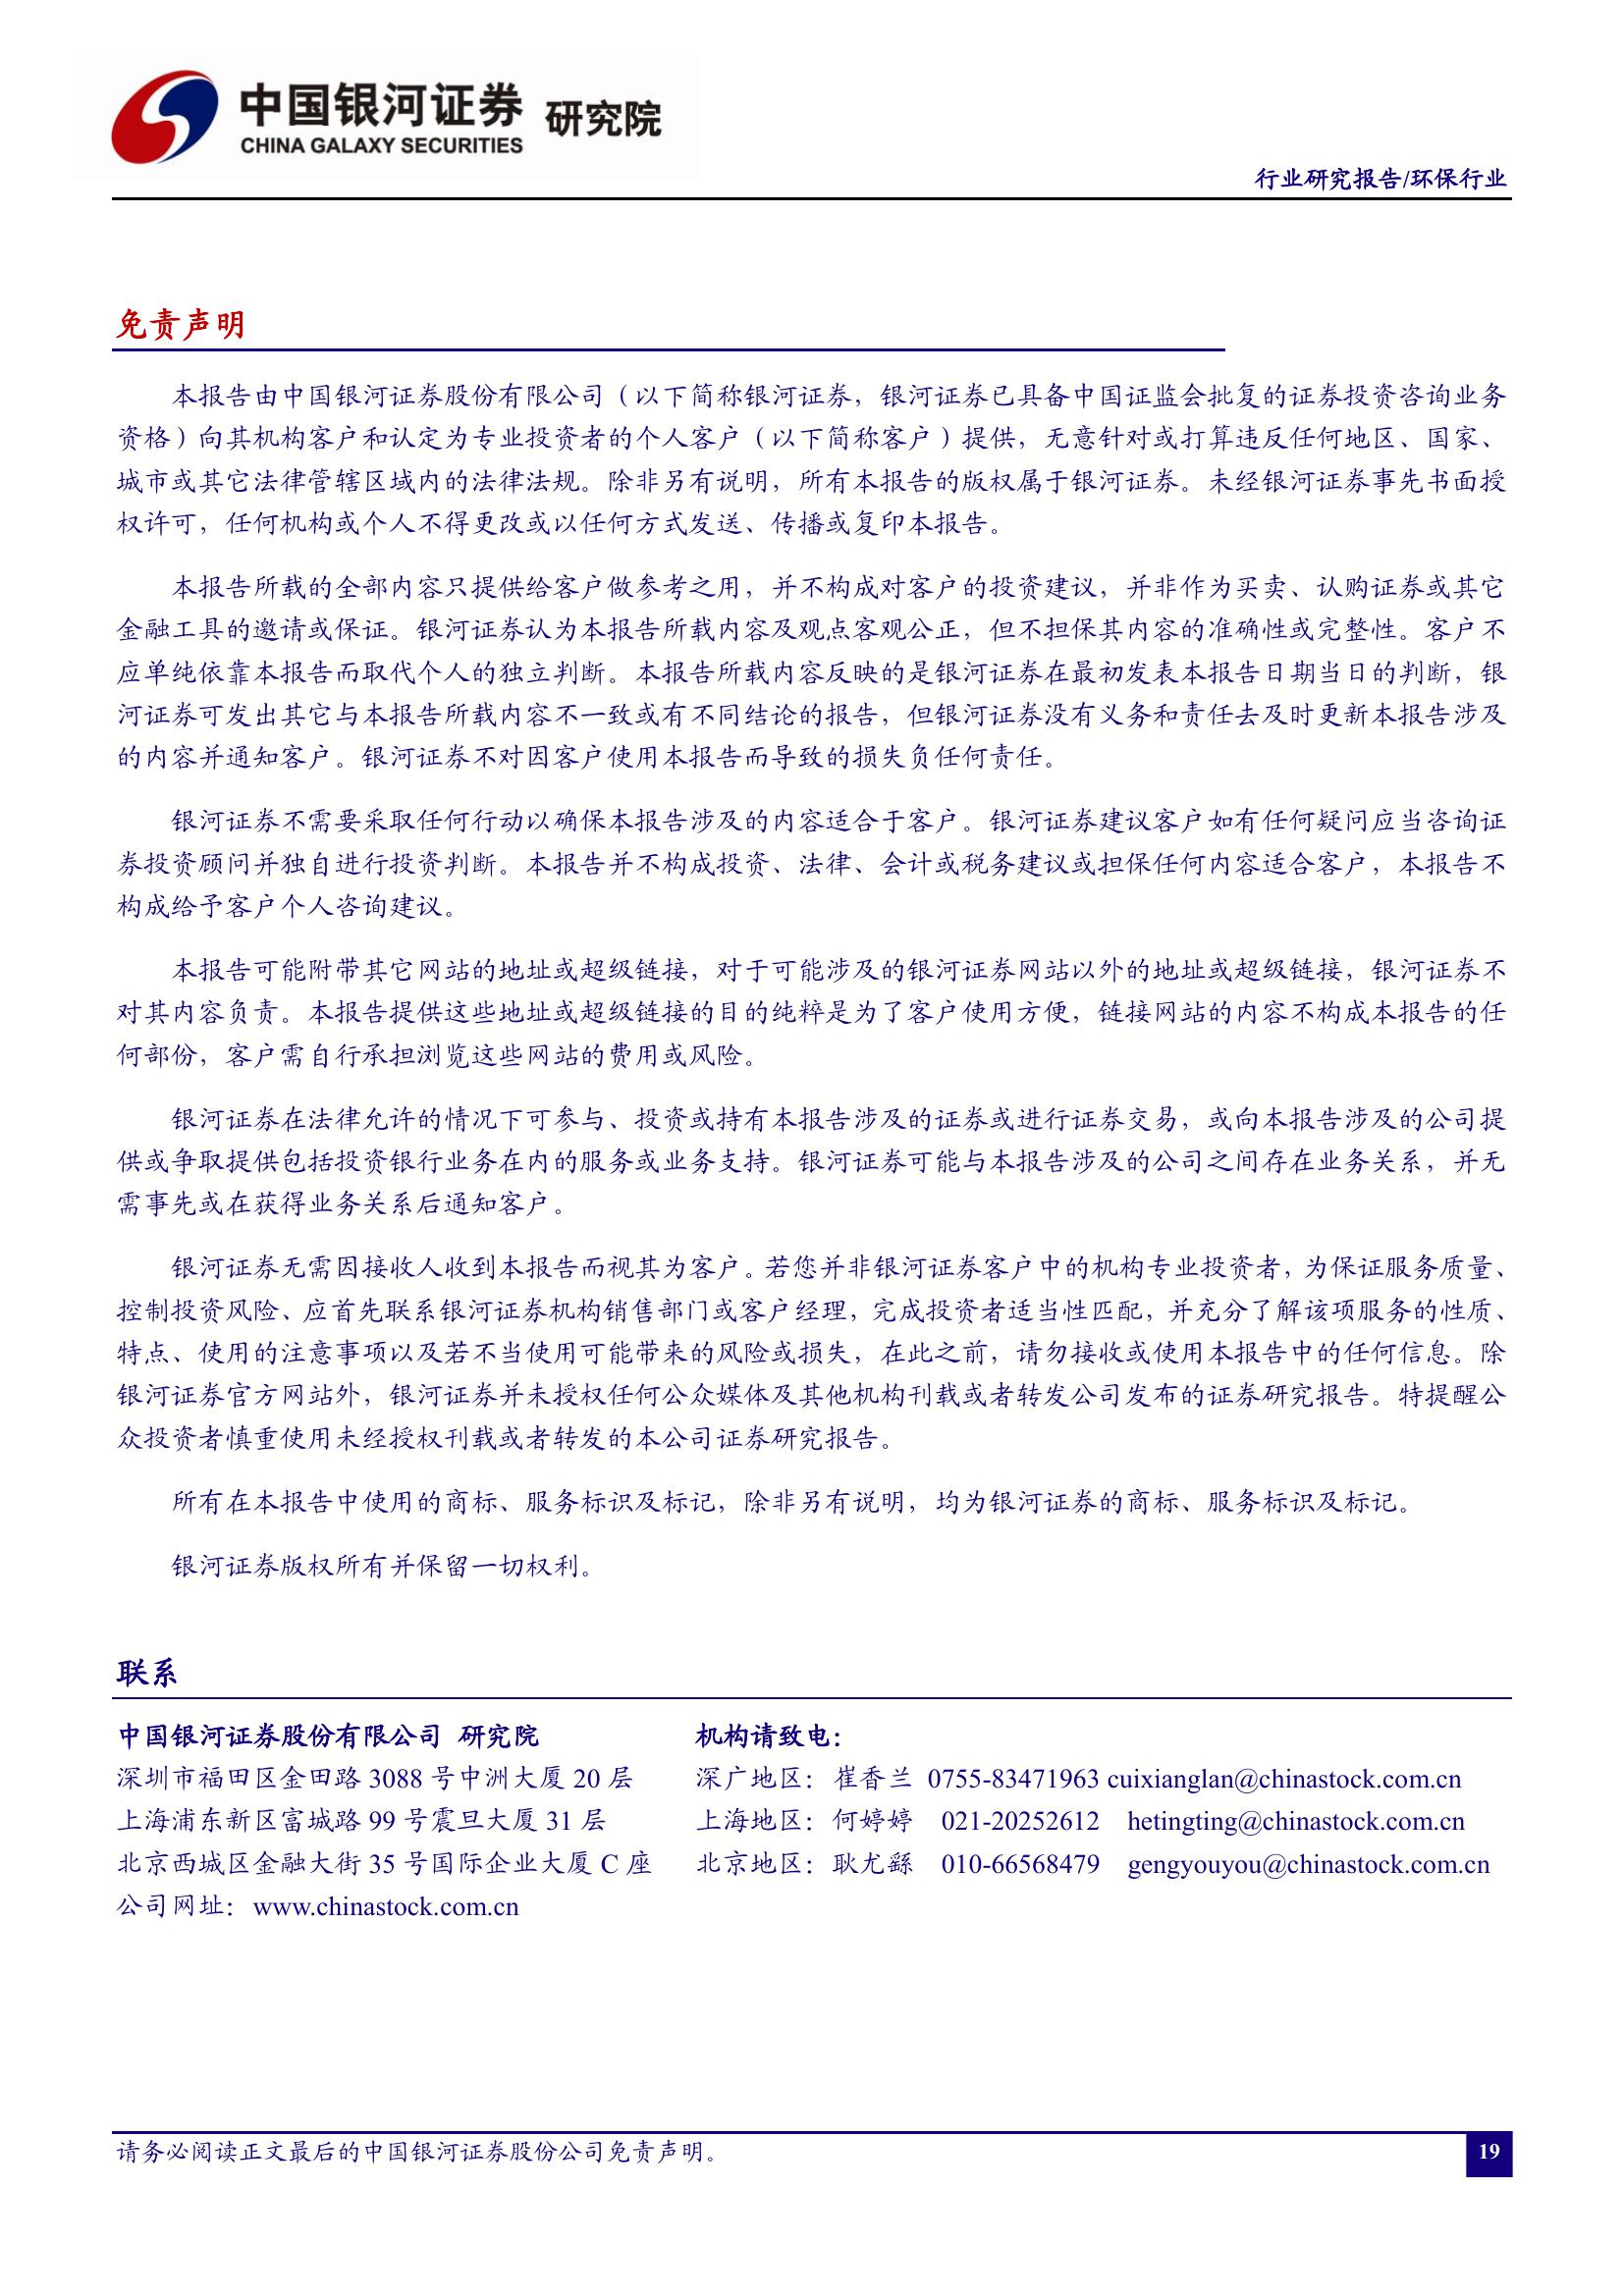 中国银河证券 研究院
CHINA GALAXY SECURITIES
行业研究报告/环保行业
免责声明
本报告由中国银河证券股份有限公司（以下简称银河证券，银河证券已具备中国证监会批复的证券投资咨询业务
资格）向其机构客户和认定为专业投资者的个人客户（以下简称客户）提供，无意针对或打算违反任何地区、国家、
城市或其它法律管辖区域内的法律法规。除非另有说明，所有本报告的版权属于银河证券。未经银河证券事先书面授
权许可，任何机构或个人不得更改或以任何方式发送、传播或复印本报告。
本报告所载的全部内容只提供给客户做参考之用，并不构成对客户的投资建议，并非作为买卖、认购证券或其它
金融工具的邀请或保证。银河证券认为本报告所载内容及观点客观公正，但不担保其内容的准确性或完整性。客户不
应单纯依靠本报告而取代个人的独立判断。本报告所载内容反映的是银河证券在最初发表本报告日期当日的判断，银
河证券可发出其它与本报告所载内容不一致或有不同结论的报告，但银河证券没有义务和责任去及时更新本报告涉及
的内容并通知客户。银河证券不对因客户使用本报告而导致的损失负任何责任。
银河证券不需要采取任何行动以确保本报告涉及的内容适合于客户。银河证券建议客户如有任何疑问应当咨询证
券投资顾问并独自进行投资判断。本报告并不构成投资、法律、会计或税务建议或担保任何内容适合客户，本报告不
构成给予客户个人咨询建议。
本报告可能附带其它网站的地址或超级链接，对于可能涉及的银河证券网站以外的地址或超级链接，银河证券不
对其内容负责。本报告提供这些地址或超级链接的目的纯粹是为了客户使用方便，链接网站的内容不构成本报告的任
何部份，客户需自行承担浏览这些网站的费用或风险。
银河证券在法律允许的情况下可参与、投资或持有本报告涉及的证券或进行证券交易，或向本报告涉及的公司提
供或争取提供包括投资银行业务在内的服务或业务支持。银河证券可能与本报告涉及的公司之间存在业务关系，并无
需事先或在获得业务关系后通知客户。
银河证券无需因接收人收到本报告而视其为客户。若您并非银河证券客户中的机构专业投资者，为保证服务质量、
控制投资风险、应首先联系银河证券机构销售部门或客户经理，完成投资者适当性匹配，并充分了解该项服务的性质、
特点、使用的注意事项以及若不当使用可能带来的风险或损失，在此之前，请勿接收或使用本报告中的任何信息。除
银河证券官方网站外，银河证券并未授权任何公众媒体及其他机构刊载或者转发公司发布的证券研究报告。特提醒公
众投资者慎重使用未经授权刊载或者转发的本公司证券研究报告。
所有在本报告中使用的商标、服务标识及标记，除非另有说明，均为银河证券的商标、服务标识及标记。
银河证券版权所有并保留一切权利。
联系
中国银河证券股份有限公司 研究院 机构请致电：
深圳市福田区金田路 3088 号中洲大厦 20 层 深广地区：崔香兰 0755-83471963 cuixianglan@chinastock.com.cn
上海浦东新区富城路 99 号震旦大厦 31 层 上海地区：何婷婷 021-20252612 hetingting@chinastock.com.cn
北京西城区金融大街 35 号国际企业大厦 C 座 北京地区：耿尤繇 010-66568479 gengyouyou@chinastock.com.cn
公司网址：www.chinastock.com.cn
请务必阅读正文最后的中国银河证券股份公司免责声明。
19